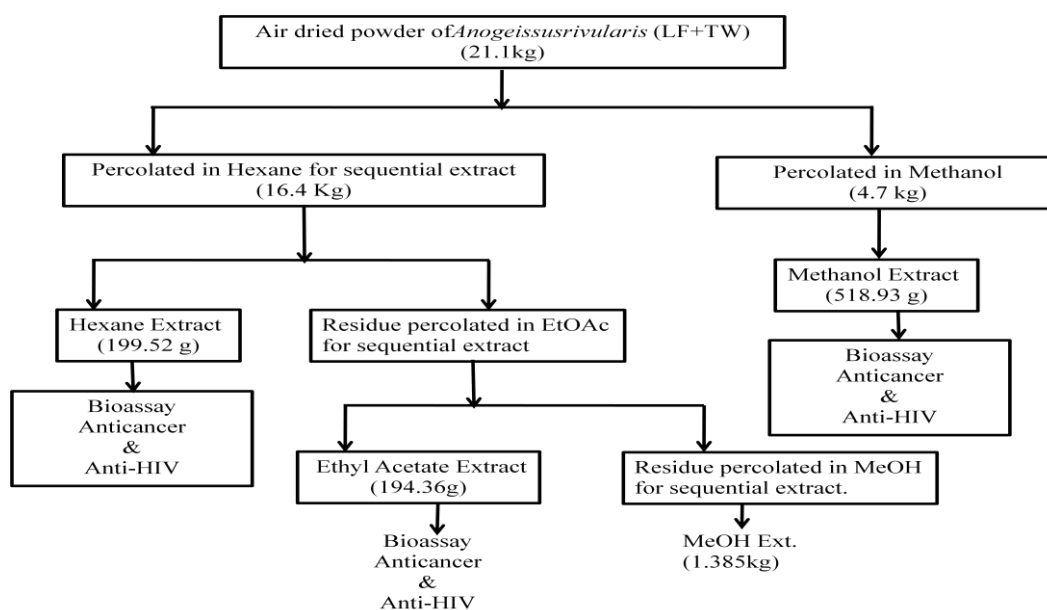 Air dried powder ofAnogeissusrivularis (LF+TW)
(21.1kg)
Percolated in Hexane for sequential extract
(16.4 Kg)
Percolated in Methanol
(4.7 kg)
Hexane Extract
(199.52 g)
Residue percolated in EtOAc
for sequential extract
Methanol Extract
(518.93 g)
Bioassay
Anticancer
&
Anti-HIV
Bioassay
Anticancer
&
Anti-HIV
Ethyl Acetate Extract
(194.36g)
Residue percolated in MeOH
for sequential extract.
Bioassay
Anticancer
&
Anti-HIV
MeOH Ext.
(1.385kg)